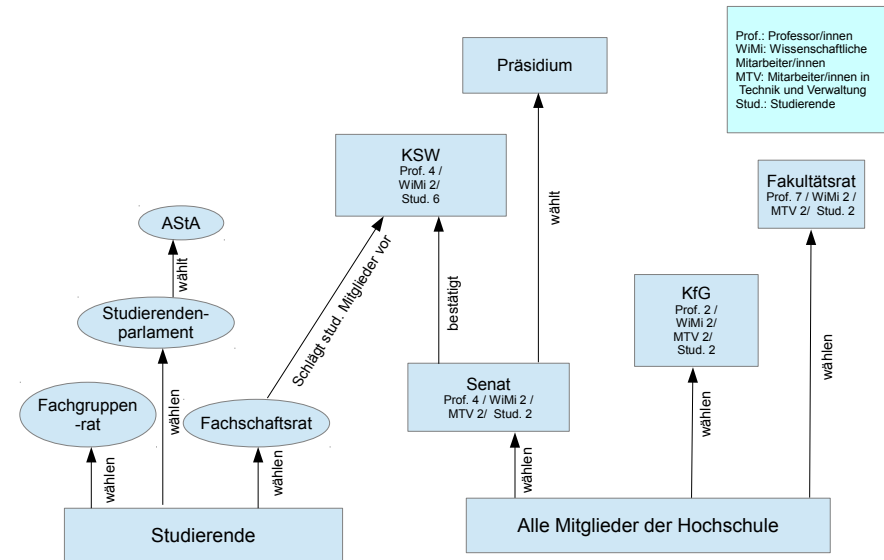 Prof.: Professor/innen
WiMi: Wissenschaftliche
Mitarbeiter/innen
MTV: Mitarbeiter/innen in
Technik und Verwaltung
Stud.: Studierende
Präsidium
KSW
Prof. 4 /
WiMi 2/
Stud. 6
Fakultätsrat
Prof. 7 / WiMi 2 /
MTV 2/ Stud. 2
AStA
wählt
wählt
Schlägt stud. Mitglieder vor
bestätigt
Studierenden-
parlament
KfG
Prof. 2 /
WiMi 2/
MTV 2/
Stud. 2
wählen
Senat
Prof. 4 / WiMi 2 /
MTV 2/ Stud. 2
Fachgruppen
-rat
wählen
Fachschaftsrat
wählen
wählen
wählen
wählen
wählen
Studierende
Alle Mitglieder der Hochschule